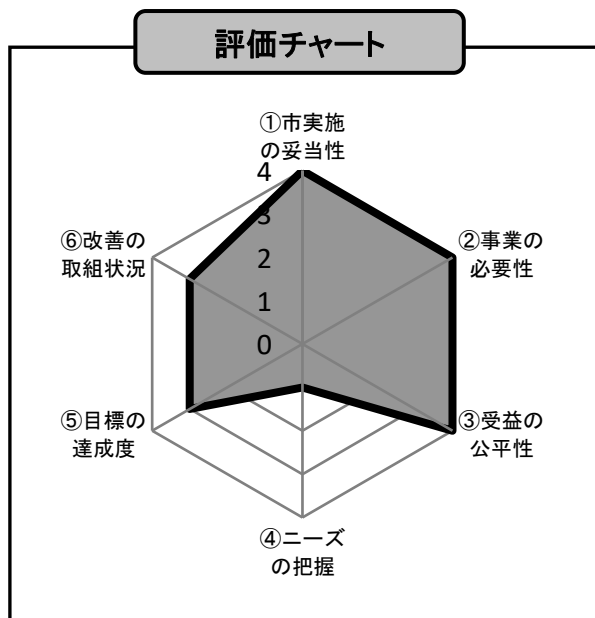 評価チャート
①市実施
の妥当性
4
3
2
1
0
②事業の
必要性
③受益の
公平性
④ニーズ
の把握
⑤目標の
達成度
⑥改善の
取組状況